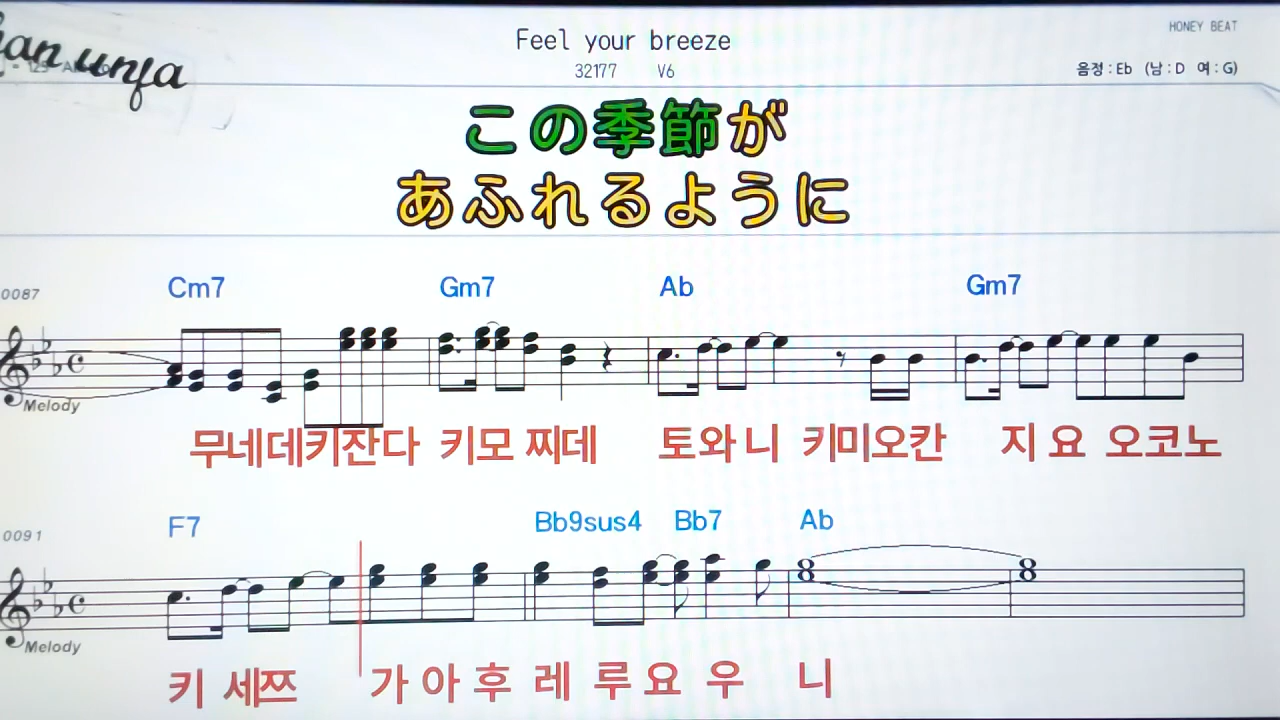 HONEY BEAT
Feel your breeze
32177 V6
음정 : Eb (남 : D 여 : G)
この季節が
あふれるように
0087
Cm7 Gm7 Ab Gm7
Melody
무네데키잔다 키모 찌데 토와니 키미오칸 지요 오코노
0091
F7 Bb9sus4 Bb7 Ab
Melody
키 세쯔 가 아 후 레 루 요 우 니